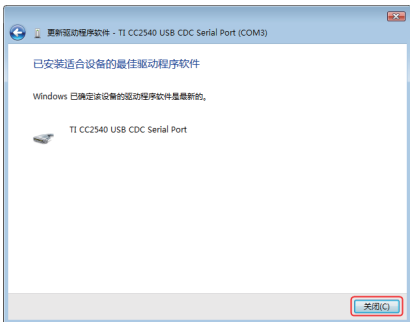 更新驱动程序软件 - TI CC2540 USB CDC Serial Port (COM3)
已安装适合设备的最佳驱动程序软件
Windows 已确定该设备的驱动程序软件是最新的。
TI CC2540 USB CDC Serial Port
关闭(C)